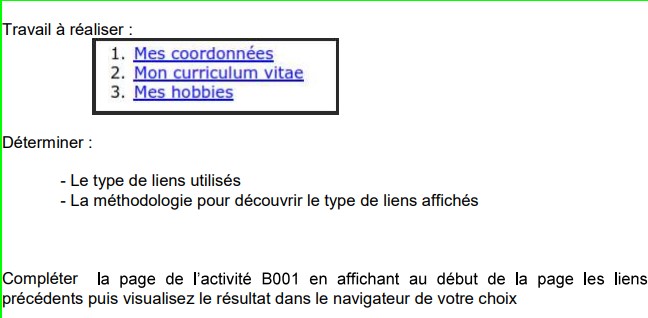 Travail à réaliser :
1. Mes coordonnées
2. Mon curriculum vitae
3. Mes hobbies
Déterminer :
- Le type de liens utilisés
- La méthodologie pour découvrir le type de liens affichés
Compléter la page de l'activité B001 en affichant au début de la page les liens
précédents puis visualisez le résultat dans le navigateur de votre choix